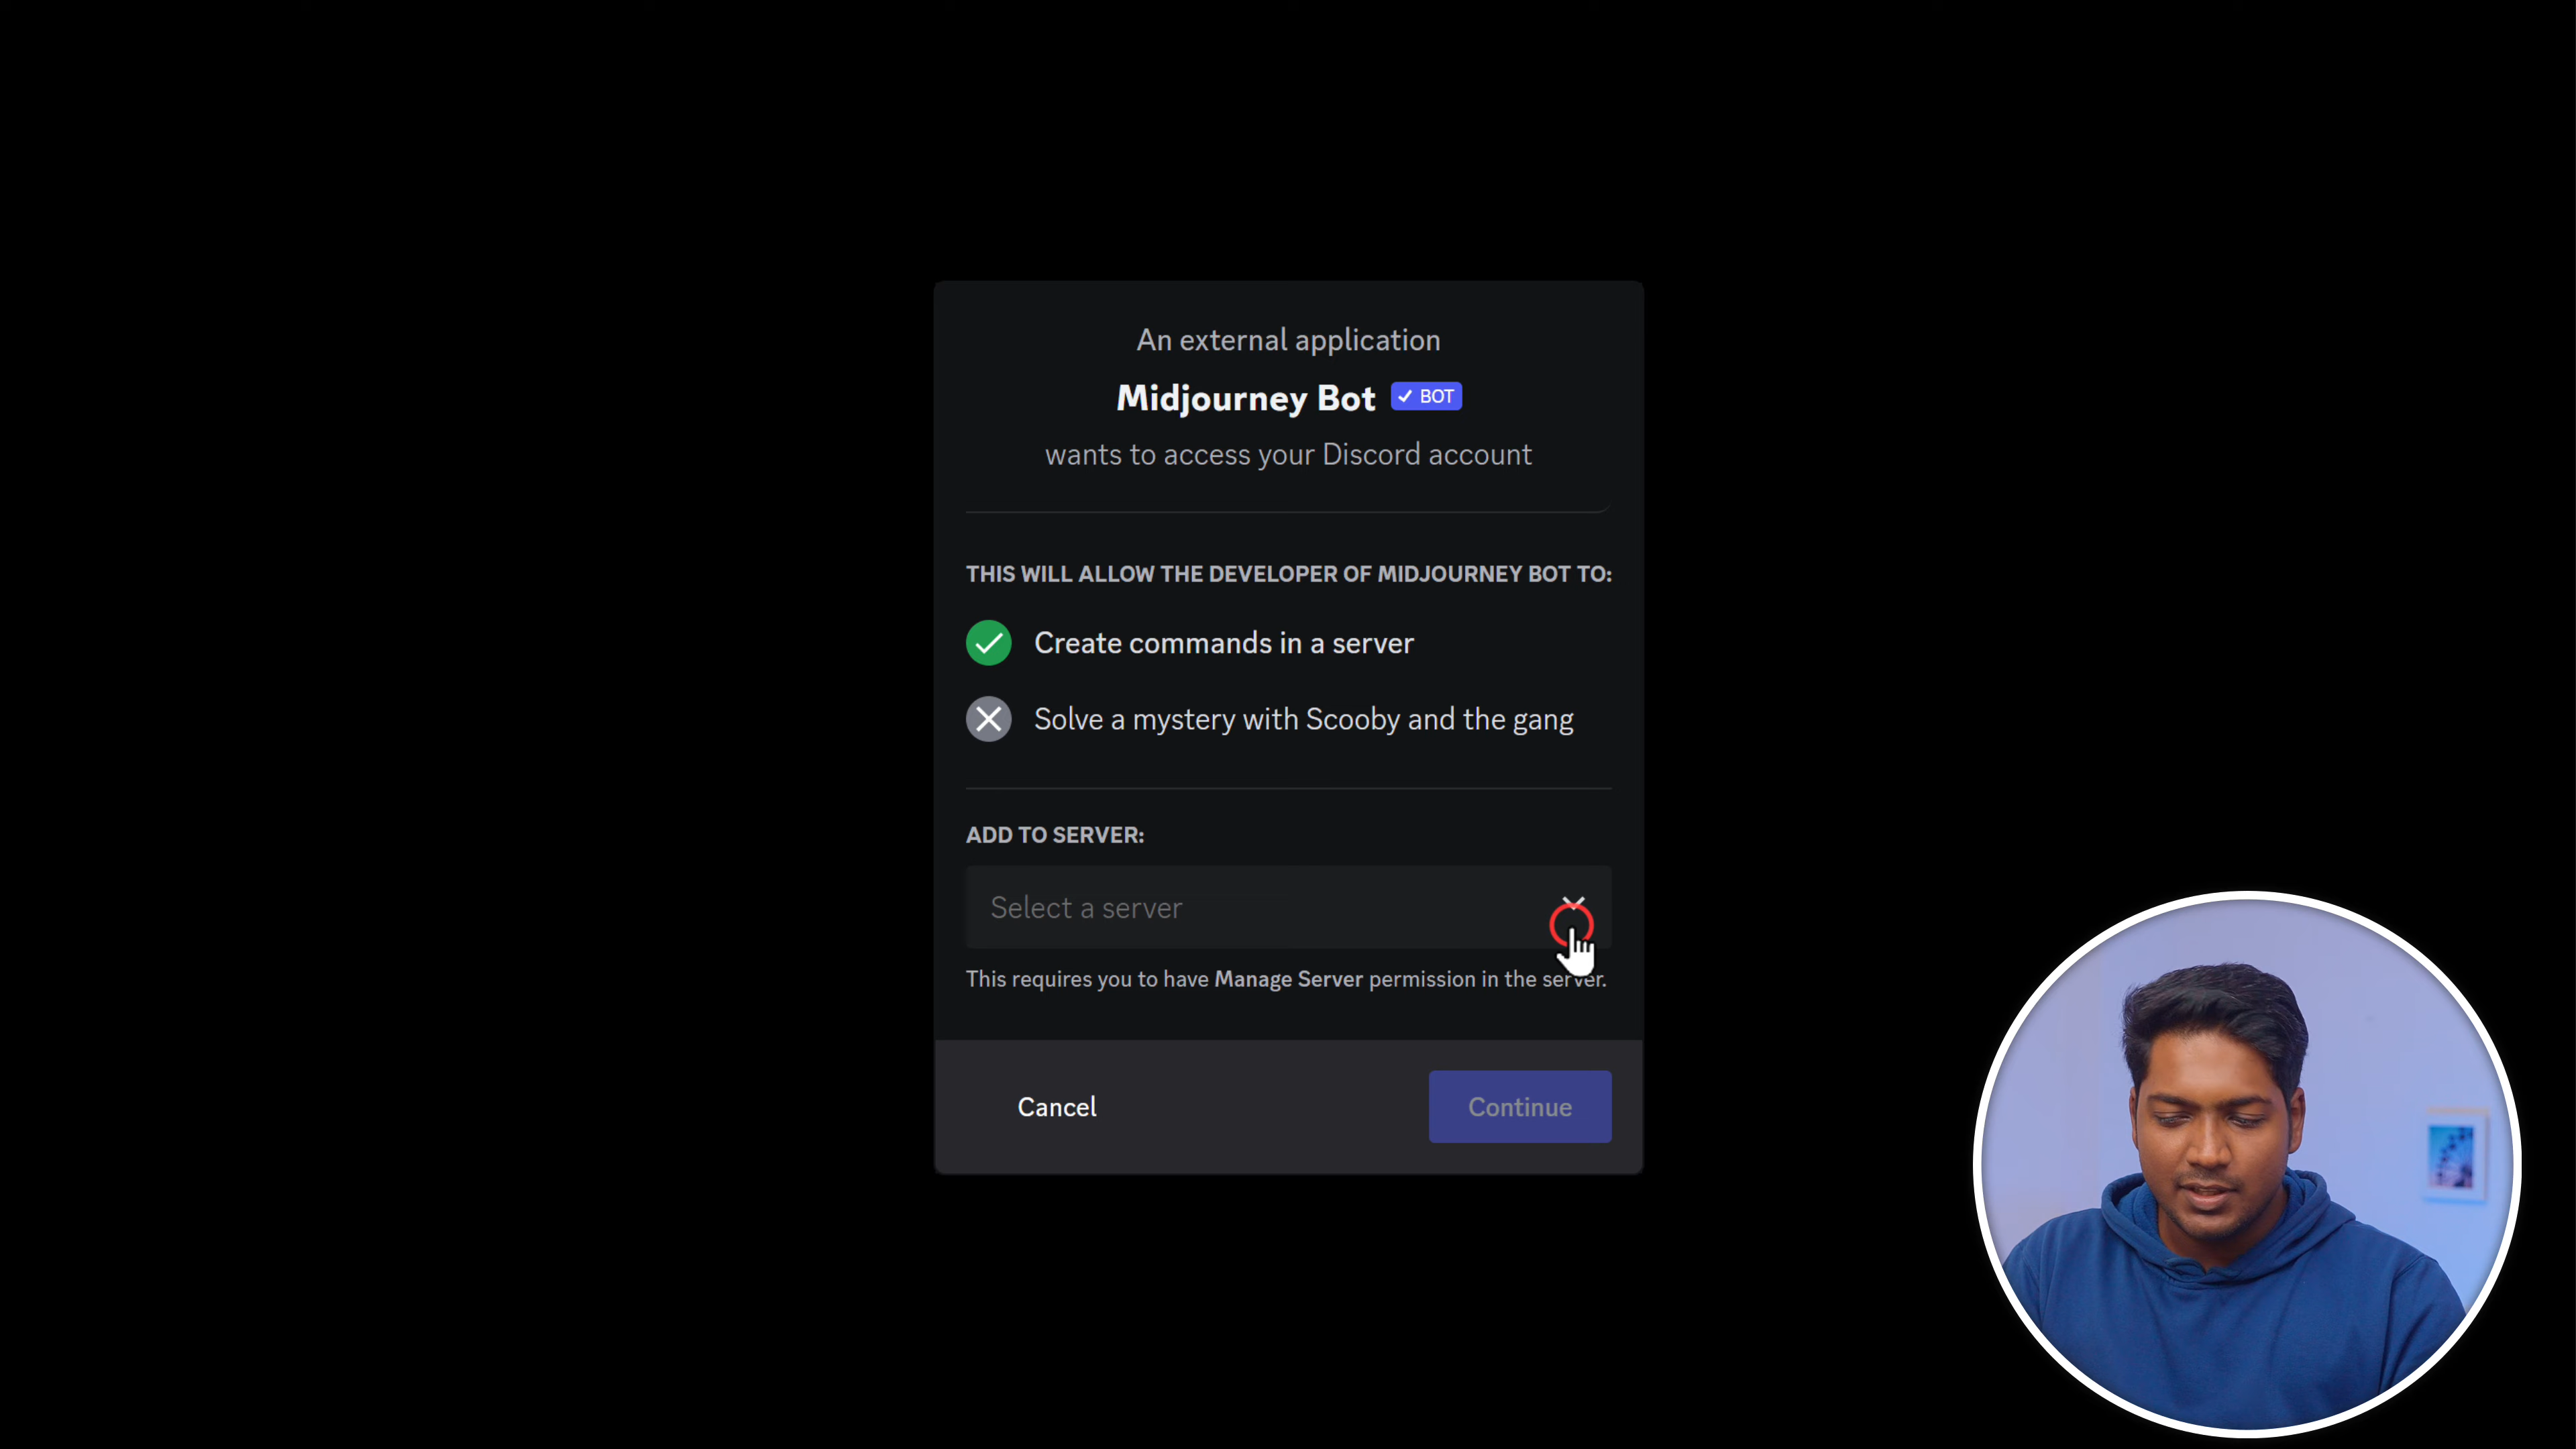 An external application
Midjourney Bot BOT
wants to access your Discord account
THIS WILL ALLOW THE DEVELOPER OF MIDJOURNEY BOT TO:
Create commands in a server
Solve a mystery with Scooby and the gang
ADD TO SERVER:
Select a server
This requires you to have Manage Server permission in the server.
Cancel Continue